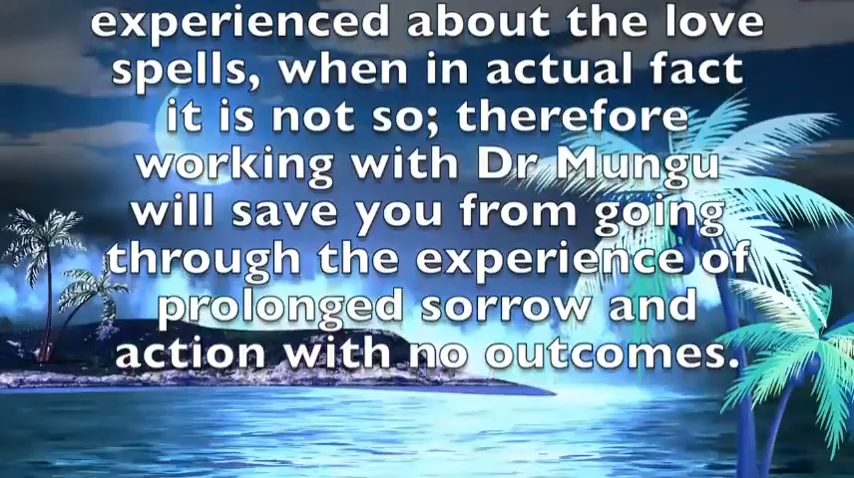 experienced about the love
spells, when in actual fact
it is not so; therefore
working with Dr Mungu
will save you from going
through the experience of
prolonged sorrow and
action with no outcomes.